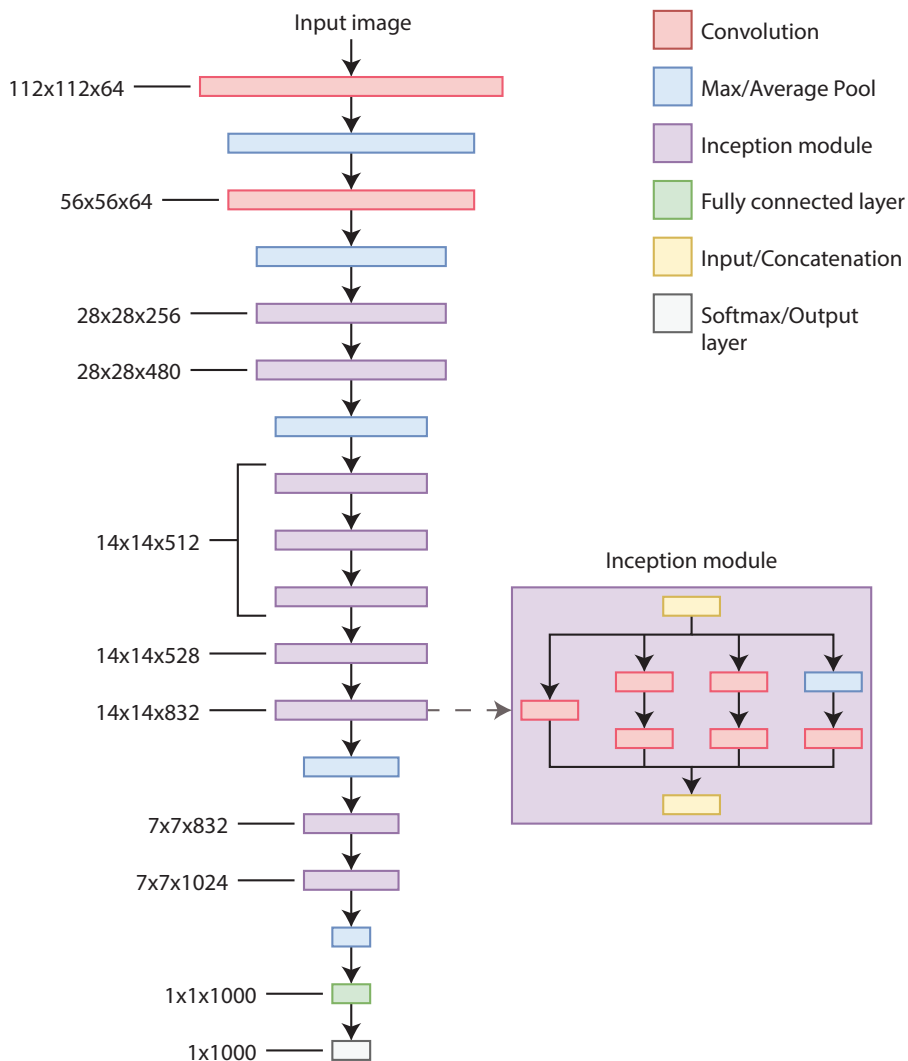 Input image
112x112x64
56x56x64
28x28x256
28x28x480
14x14x512
14x14x528
14x14x832
7x7x832
7x7x1024
1x1x1000
1x1000
Convolution
Max/Average Pool
Inception module
Fully connected layer
Input/Concatenation
Softmax/Output
layer
Inception module